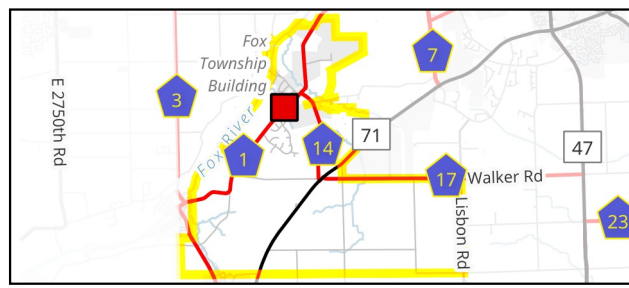 Fox
Township
Building
7
3
E 2750th Rd
Fox River
71
14
1
47
17
Walker Rd
Lisbon Rd
23